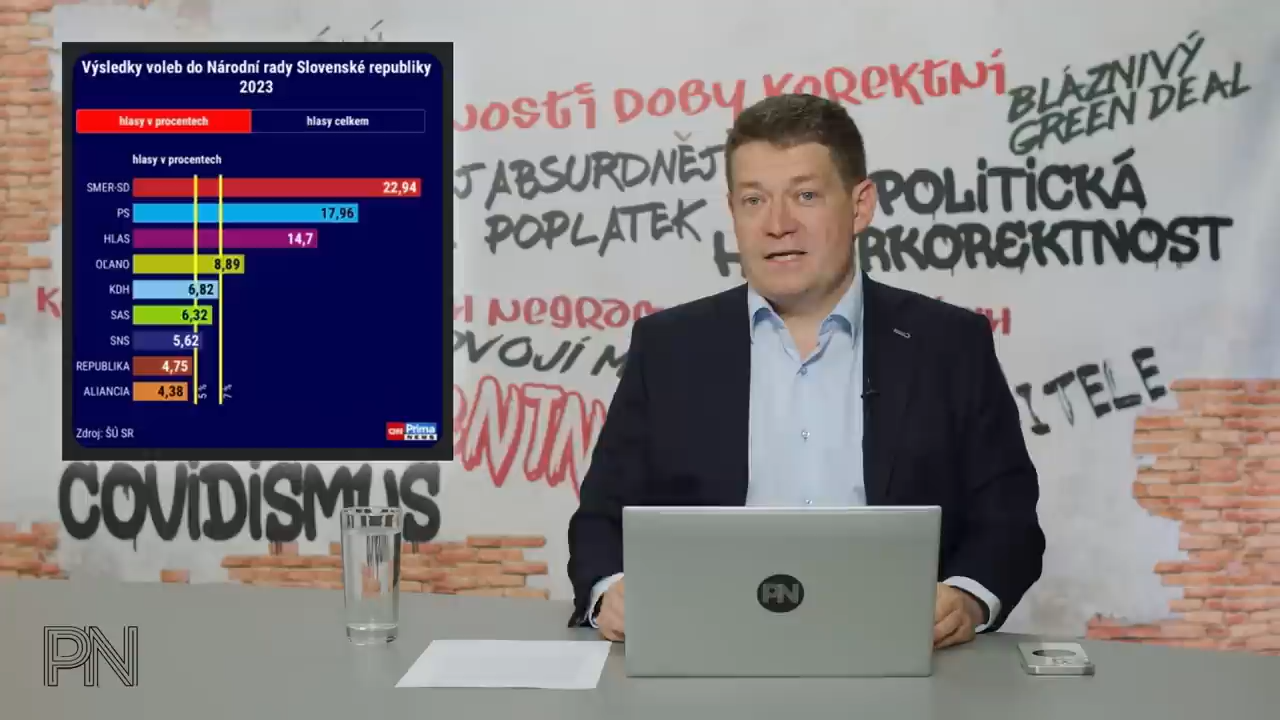 Výsledky voleb do Národní rady Slovenské republiky
2023
hlasy v procentech
hlasy celkem
hlasy v procentech
SMER-SD 22,94
PS 17,96
HLAS 14,7
OĽANO 8,89
KDH 6,82
SAS 6,32
SNS 5,62
REPUBLIKA 4,75
ALIANCIA 4,38
5 %
7 %
Zdroj: ŠÚ SR
CNN Prima
NEWS
DOBY KOREKTNÍ
BLÁZNIVÝ
GREEN DEAL
POPLATEK
POLITICKÁ
COVIDISMUS
PN
PN